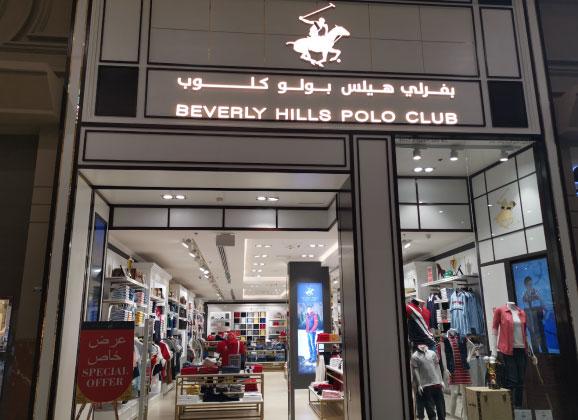 بفرلي هيلس بولو كلوب
BEVERLY HILLS POLO CLUB
عرض
خاص
SPECIAL
OFFER